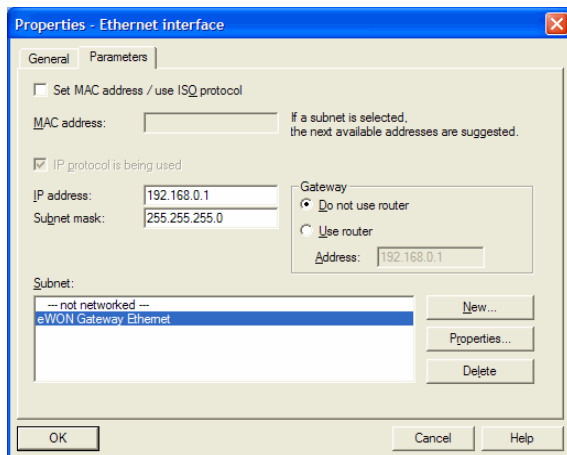 Properties - Ethernet interface
General
Parameters
Set MAC address / use ISO protocol
MAC address:
If a subnet is selected,
the next available addresses are suggested.
IP protocol is being used
IP address:
192.168.0.1
Subnet mask:
255.255.255.0
Gateway
Do not use router
Use router
Address:
192.168.0.1
Subnet:
--- not networked ---
eWON Gateway Ethernet
New...
Properties...
Delete
OK
Cancel
Help